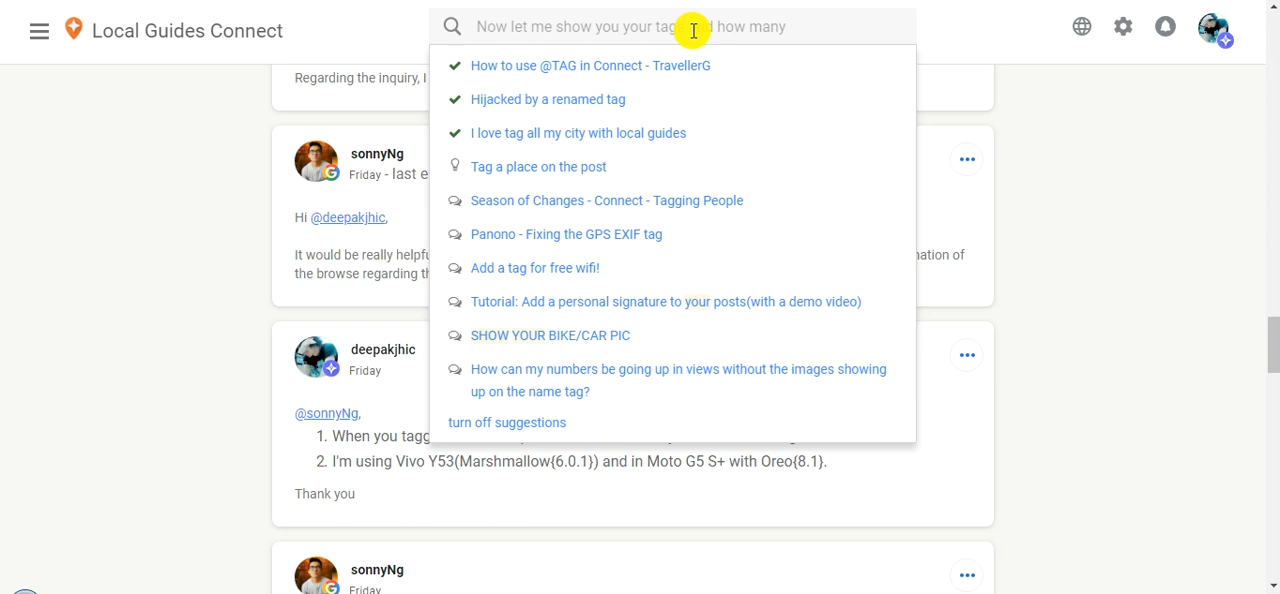 Local Guides Connect
Now let me show you your tag d how many
How to use @TAG in Connect - TravellerG
Hijacked by a renamed tag
I love tag all my city with local guides
Tag a place on the post
Season of Changes - Connect - Tagging People
Panono - Fixing the GPS EXIF tag
Add a tag for free wifi!
Tutorial: Add a personal signature to your posts(with a demo video)
SHOW YOUR BIKE/CAR PIC
How can my numbers be going up in views without the images showing
up on the name tag?
turn off suggestions
Regarding the inquiry, I
sonnyNg
Friday - last e
Hi @deepakjhic,
It would be really helpfu nation of
the browse regarding th
deepakjhic
Friday
@sonnyNg,
1. When you tagg
2. I'm using Vivo Y53(Marshmallow{6.0.1}) and in Moto G5 S+ with Oreo{8.1}.
Thank you
sonnyNg
Friday